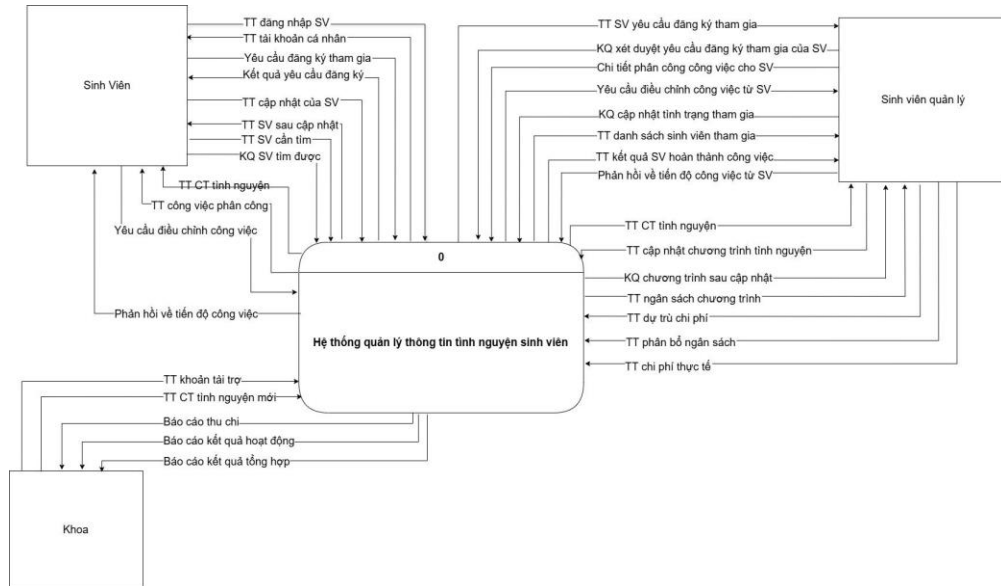 TT đăng nhập SV
TT tài khoản cá nhân
Yêu cầu đăng ký tham gia
Kết quả yêu cầu đăng ký
Sinh Viên
TT cập nhật của SV
TT SV sau cập nhật
TT SV cần tìm
KQ SV tìm được
TT CT tình nguyện
TT công việc phân công
Yêu cầu điều chỉnh công việc
Phản hồi về tiến độ công việc
TT SV yêu cầu đăng ký tham gia
KQ xét duyệt yêu cầu đăng ký tham gia của SV
Chi tiết phân công công việc cho SV
Yêu cầu điều chỉnh công việc từ SV
Sinh viên quản lý
KQ cập nhật tình trạng tham gia
TT danh sách sinh viên tham gia
TT kết quả SV hoàn thành công việc
Phản hồi về tiến độ công việc từ SV
TT CT tình nguyện
TT cập nhật chương trình tình nguyện
KQ chương trình sau cập nhật
TT ngân sách chương trình
TT dự trù chi phí
TT phân bổ ngân sách
TT chi phí thực tế
0
Hệ thống quản lý thông tin tình nguyện sinh viên
TT khoản tài trợ
TT CT tình nguyện mới
Báo cáo thu chi
Báo cáo kết quả hoạt động
Báo cáo kết quả tổng hợp
Khoa